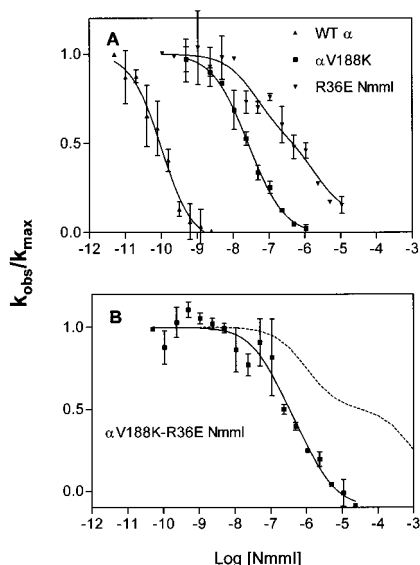 A
WT α
αV188K
R36E NmmI
1.0
0.5
0.0
-12 -11 -10 -9 -8 -7 -6 -5 -4 -3
kobs/kmax
B
1.0
0.5
0.0
αV188K-R36E NmmI
-12 -11 -10 -9 -8 -7 -6 -5 -4 -3
Log [NmmI]